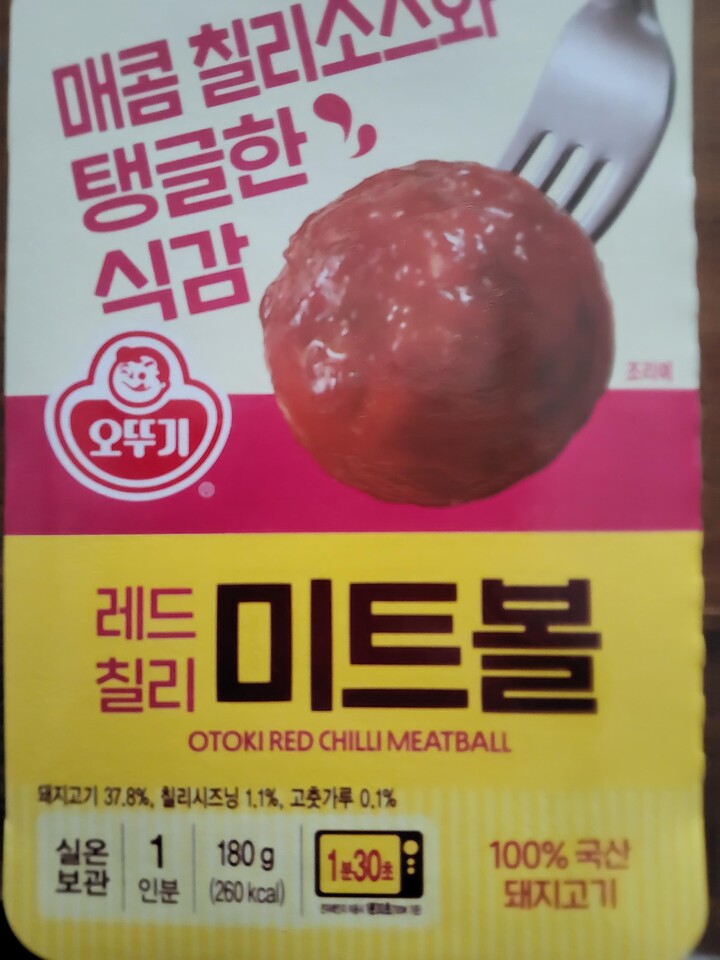 매콤 칠리소스와
탱글한
식감
조리예
오뚜기
레드
칠리
미트볼
OTOKI RED CHILLI MEATBALL
돼지고기 37.8%, 칠리시즈닝 1.1%, 고춧가루 0.1%
실온
보관
1
인분
180 g
(260 kcal)
1분30초
100% 국산
돼지고기